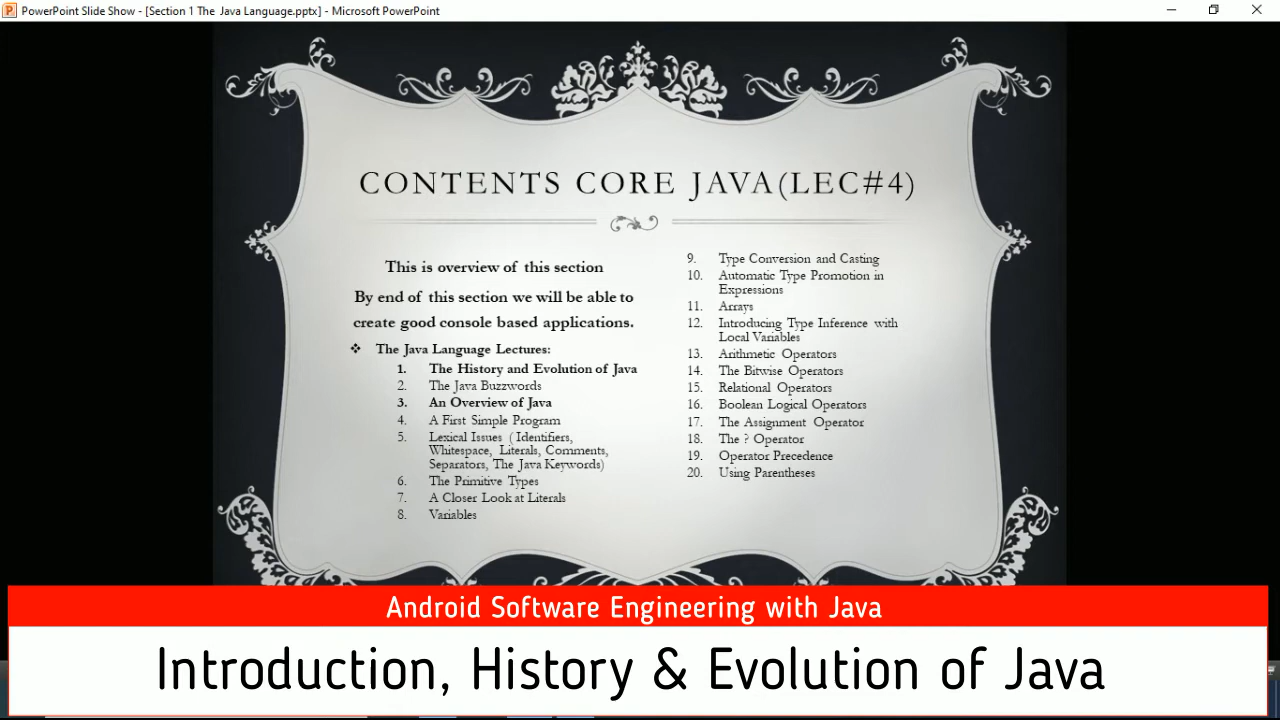 PowerPoint Slide Show - [Section 1 The Java Language.pptx] - Microsoft PowerPoint
CONTENTS CORE JAVA(LEC#4)
This is overview of this section
By end of this section we will be able to
create good console based applications.
❖ The Java Language Lectures:
1. The History and Evolution of Java
2. The Java Buzzwords
3. An Overview of Java
4. A First Simple Program
5. Lexical Issues ( Identifiers,
Whitespace, Literals, Comments,
Separators, The Java Keywords)
6. The Primitive Types
7. A Closer Look at Literals
8. Variables
9. Type Conversion and Casting
10. Automatic Type Promotion in
Expressions
11. Arrays
12. Introducing Type Inference with
Local Variables
13. Arithmetic Operators
14. The Bitwise Operators
15. Relational Operators
16. Boolean Logical Operators
17. The Assignment Operator
18. The ? Operator
19. Operator Precedence
20. Using Parentheses
Android Software Engineering with Java
Introduction, History & Evolution of Java